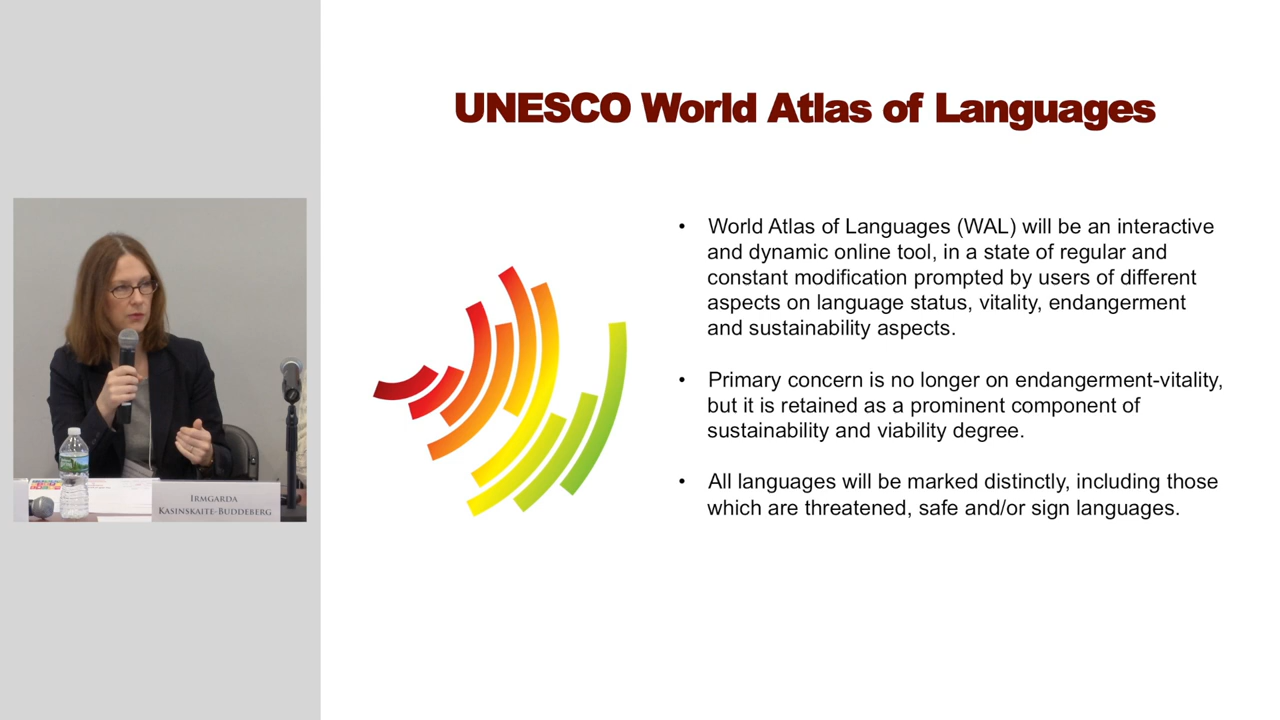 UNESCO World Atlas of Languages
• World Atlas of Languages (WAL) will be an interactive
and dynamic online tool, in a state of regular and
constant modification prompted by users of different
aspects on language status, vitality, endangerment
and sustainability aspects.
• Primary concern is no longer on endangerment-vitality,
but it is retained as a prominent component of
sustainability and viability degree.
• All languages will be marked distinctly, including those
which are threatened, safe and/or sign languages.
Irmgarda
Kasinskaite-Buddeberg